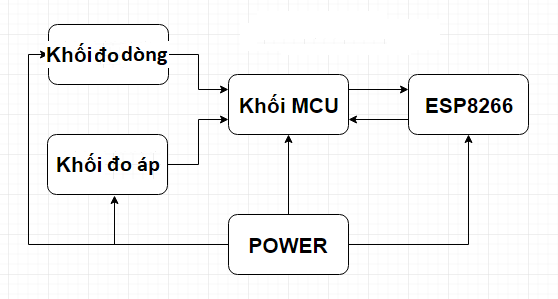 Khối đo dòng
Khối MCU
ESP8266
Khối đo áp
POWER